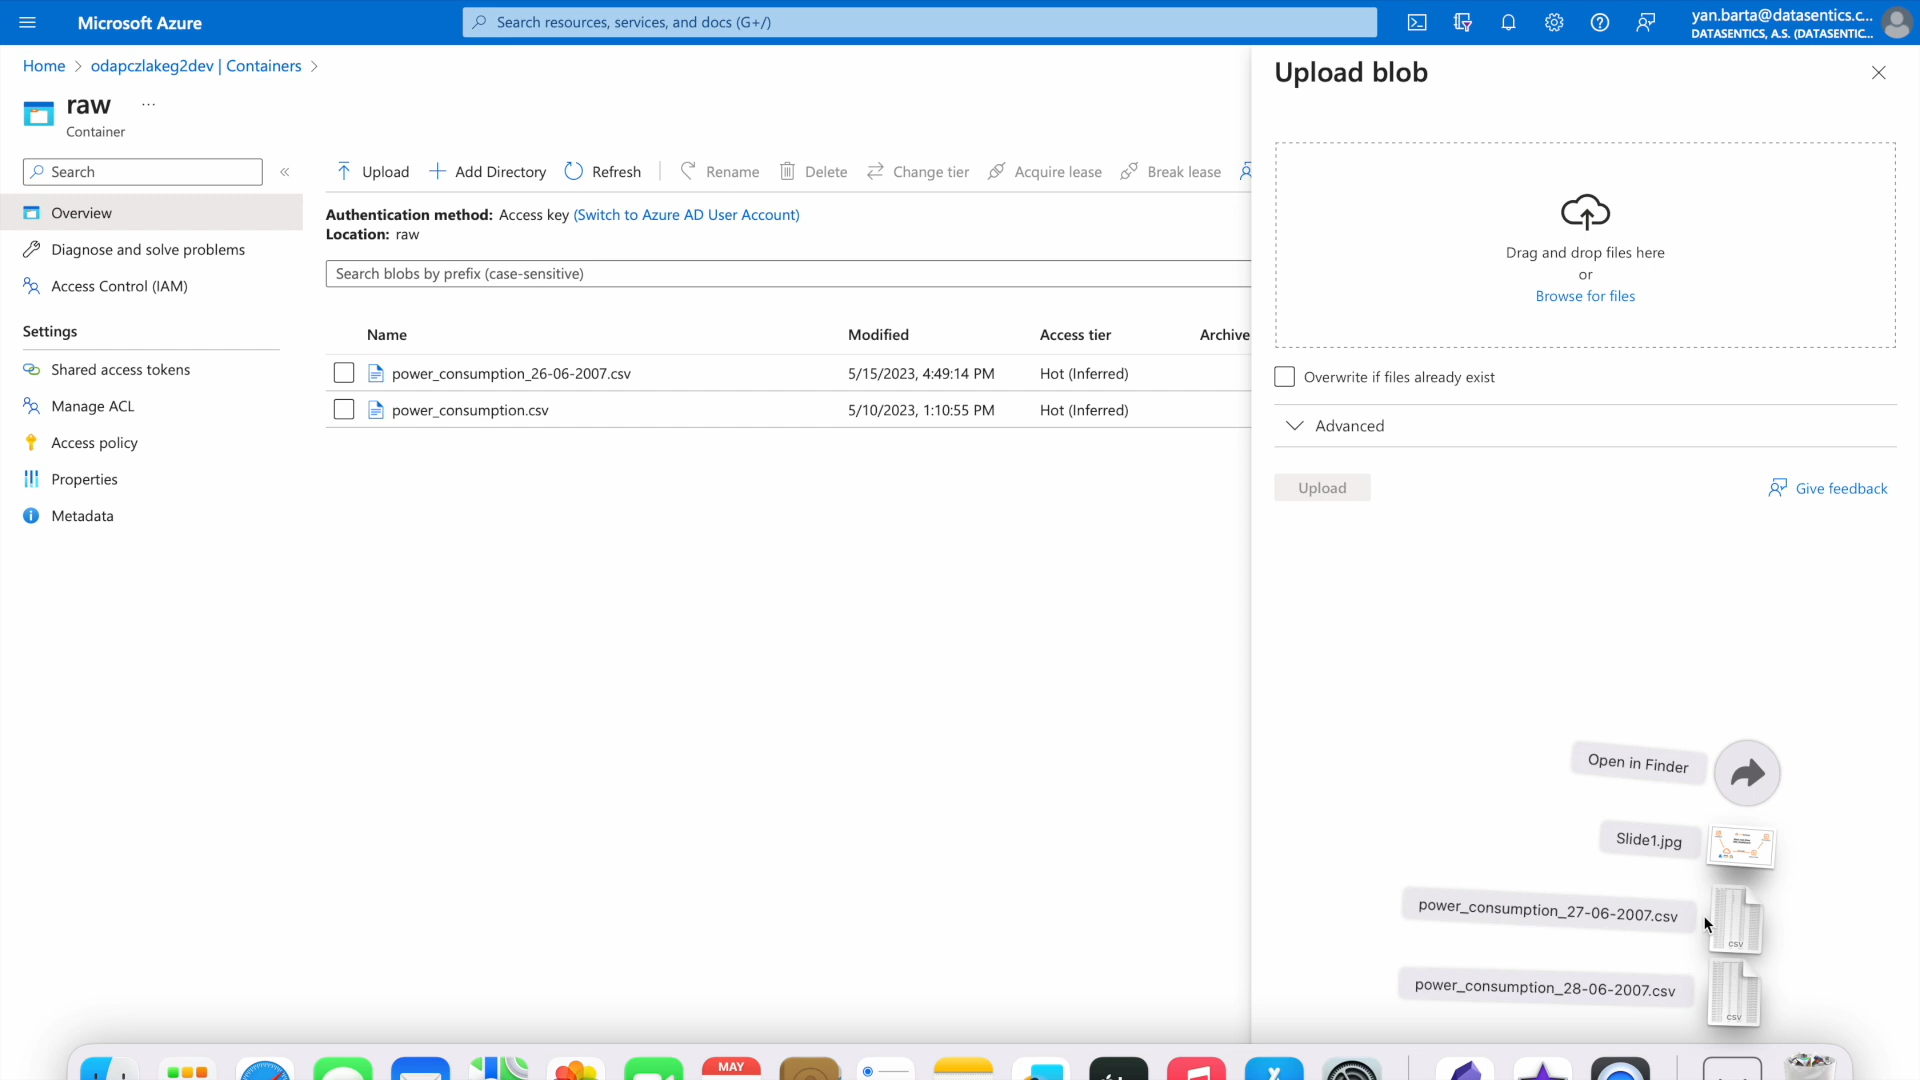 Microsoft Azure
Search resources, services, and docs (G+/)
yan.barta@datasentics.c...
DATASENTICS, A.S. (DATASENTIC...
Home > odapczlakeg2dev | Containers >
raw ...
Container
Search «
Overview
Diagnose and solve problems
Access Control (IAM)
Settings
Shared access tokens
Manage ACL
Access policy
Properties
Metadata
Upload Add Directory Refresh Rename Delete Change tier Acquire lease Break lease
Authentication method: Access key (Switch to Azure AD User Account)
Location: raw
Search blobs by prefix (case-sensitive)
Name Modified Access tier Archive
power_consumption_26-06-2007.csv 5/15/2023, 4:49:14 PM Hot (Inferred)
power_consumption.csv 5/10/2023, 1:10:55 PM Hot (Inferred)
Upload blob
Drag and drop files here
or
Browse for files
Overwrite if files already exist
Advanced
Upload
Give feedback
Open in Finder
Slide1.jpg
power_consumption_27-06-2007.csv
CSV
power_consumption_28-06-2007.csv
CSV
MAY